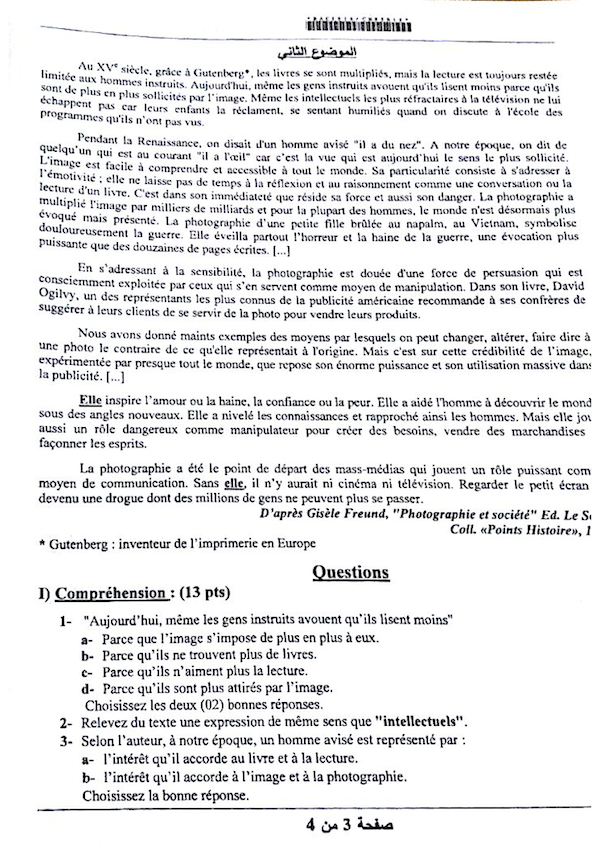 الموضوع الثاني
Au XVe siècle, grâce à Gutenberg*, les livres se sont multipliés, mais la lecture est toujours restée
limitée aux hommes instruits. Aujourd'hui, même les gens instruits avouent qu'ils lisent moins parce qu'ils
sont de plus en plus sollicités par l'image. Même les intellectuels les plus réfractaires à la télévision ne lui
échappent pas car leurs enfants la réclament, se sentant humiliés quand on discute à l'école des
programmes qu'ils n'ont pas vus.
Pendant la Renaissance, on disait d'un homme avisé "il a du nez". A notre époque, on dit de
quelqu'un qui est au courant "il a l'œil" car c'est la vue qui est aujourd'hui le sens le plus sollicité.
L'image est facile à comprendre et accessible à tout le monde. Sa particularité consiste à s'adresser à
l'émotivité : elle ne laisse pas de temps à la réflexion et au raisonnement comme une conversation ou la
lecture d'un livre. C'est dans son immédiateté que réside sa force et aussi son danger. La photographie a
multiplié l'image par milliers de milliards et pour la plupart des hommes, le monde n'est désormais plus
évoqué mais présenté. La photographie d'une petite fille brûlée au napalm, au Vietnam, symbolise
douloureusement la guerre. Elle éveilla partout l'horreur et la haine de la guerre, une évocation plus
puissante que des douzaines de pages écrites. [...]
En s'adressant à la sensibilité, la photographie est douée d'une force de persuasion qui est
consciemment exploitée par ceux qui s'en servent comme moyen de manipulation. Dans son livre, David
Ogilvy, un des représentants les plus connus de la publicité américaine recommande à ses confrères de
suggérer à leurs clients de se servir de la photo pour vendre leurs produits.
Nous avons donné maints exemples des moyens par lesquels on peut changer, altérer, faire dire à
une photo le contraire de ce qu'elle représentait à l'origine. Mais c'est sur cette crédibilité de l'image,
expérimentée par presque tout le monde, que repose son énorme puissance et son utilisation massive dans
la publicité. [...]
Elle inspire l'amour ou la haine, la confiance ou la peur. Elle a aidé l'homme à découvrir le mond
sous des angles nouveaux. Elle a nivelé les connaissances et rapproché ainsi les hommes. Mais elle jou
aussi un rôle dangereux comme manipulateur pour créer des besoins, vendre des marchandises
façonner les esprits.
La photographie a été le point de départ des mass-médias qui jouent un rôle puissant com
moyen de communication. Sans elle, il n'y aurait ni cinéma ni télévision. Regarder le petit écran
devenu une drogue dont des millions de gens ne peuvent plus se passer.
D'après Gisèle Freund, "Photographie et société" Ed. Le Se
Coll. «Points Histoire», 1
* Gutenberg : inventeur de l'imprimerie en Europe
Questions
I) Compréhension : (13 pts)
1- "Aujourd'hui, même les gens instruits avouent qu'ils lisent moins"
a- Parce que l'image s'impose de plus en plus à eux.
b- Parce qu'ils ne trouvent plus de livres.
c- Parce qu'ils n'aiment plus la lecture.
d- Parce qu'ils sont plus attirés par l'image.
Choisissez les deux (02) bonnes réponses.
2- Relevez du texte une expression de même sens que "intellectuels".
3- Selon l'auteur, à notre époque, un homme avisé est représenté par :
a- l'intérêt qu'il accorde au livre et à la lecture.
b- l'intérêt qu'il accorde à l'image et à la photographie.
Choisissez la bonne réponse.
صفحة 3 من 4